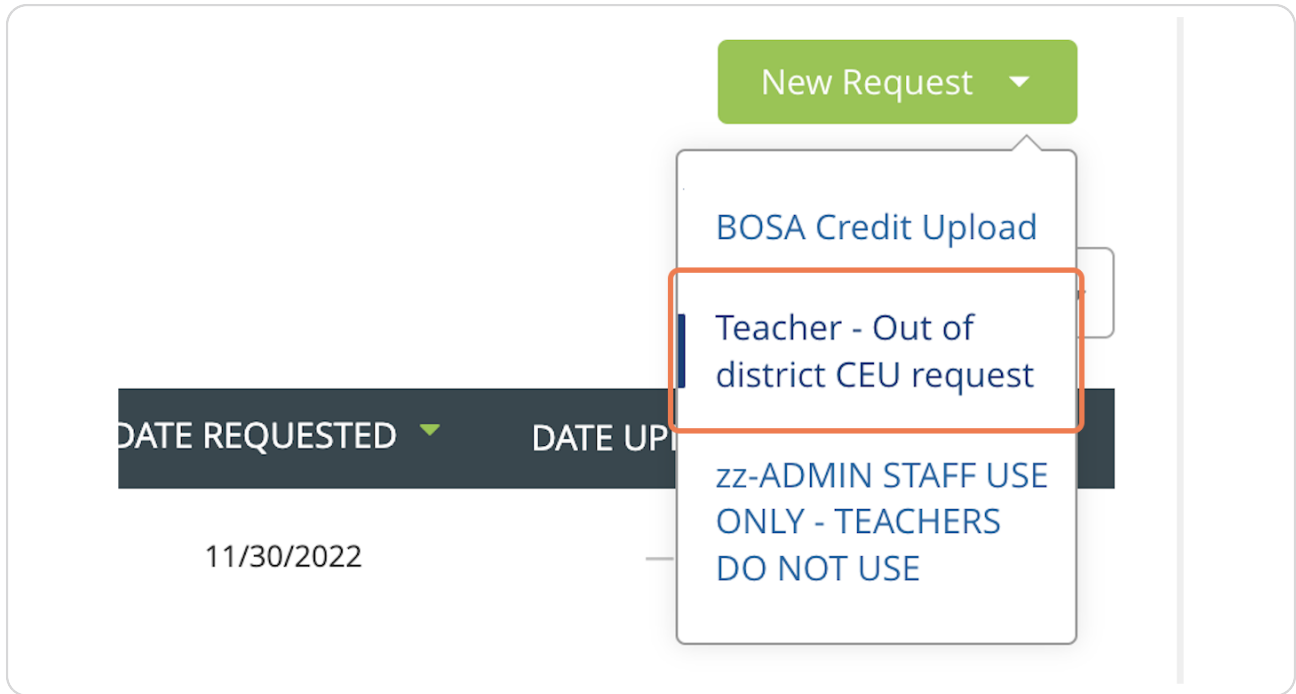 New Request
BOSA Credit Upload
Teacher - Out of
district CEU request
DATE REQUESTED
DATE UP
zz-ADMIN STAFF USE
ONLY - TEACHERS
DO NOT USE
11/30/2022